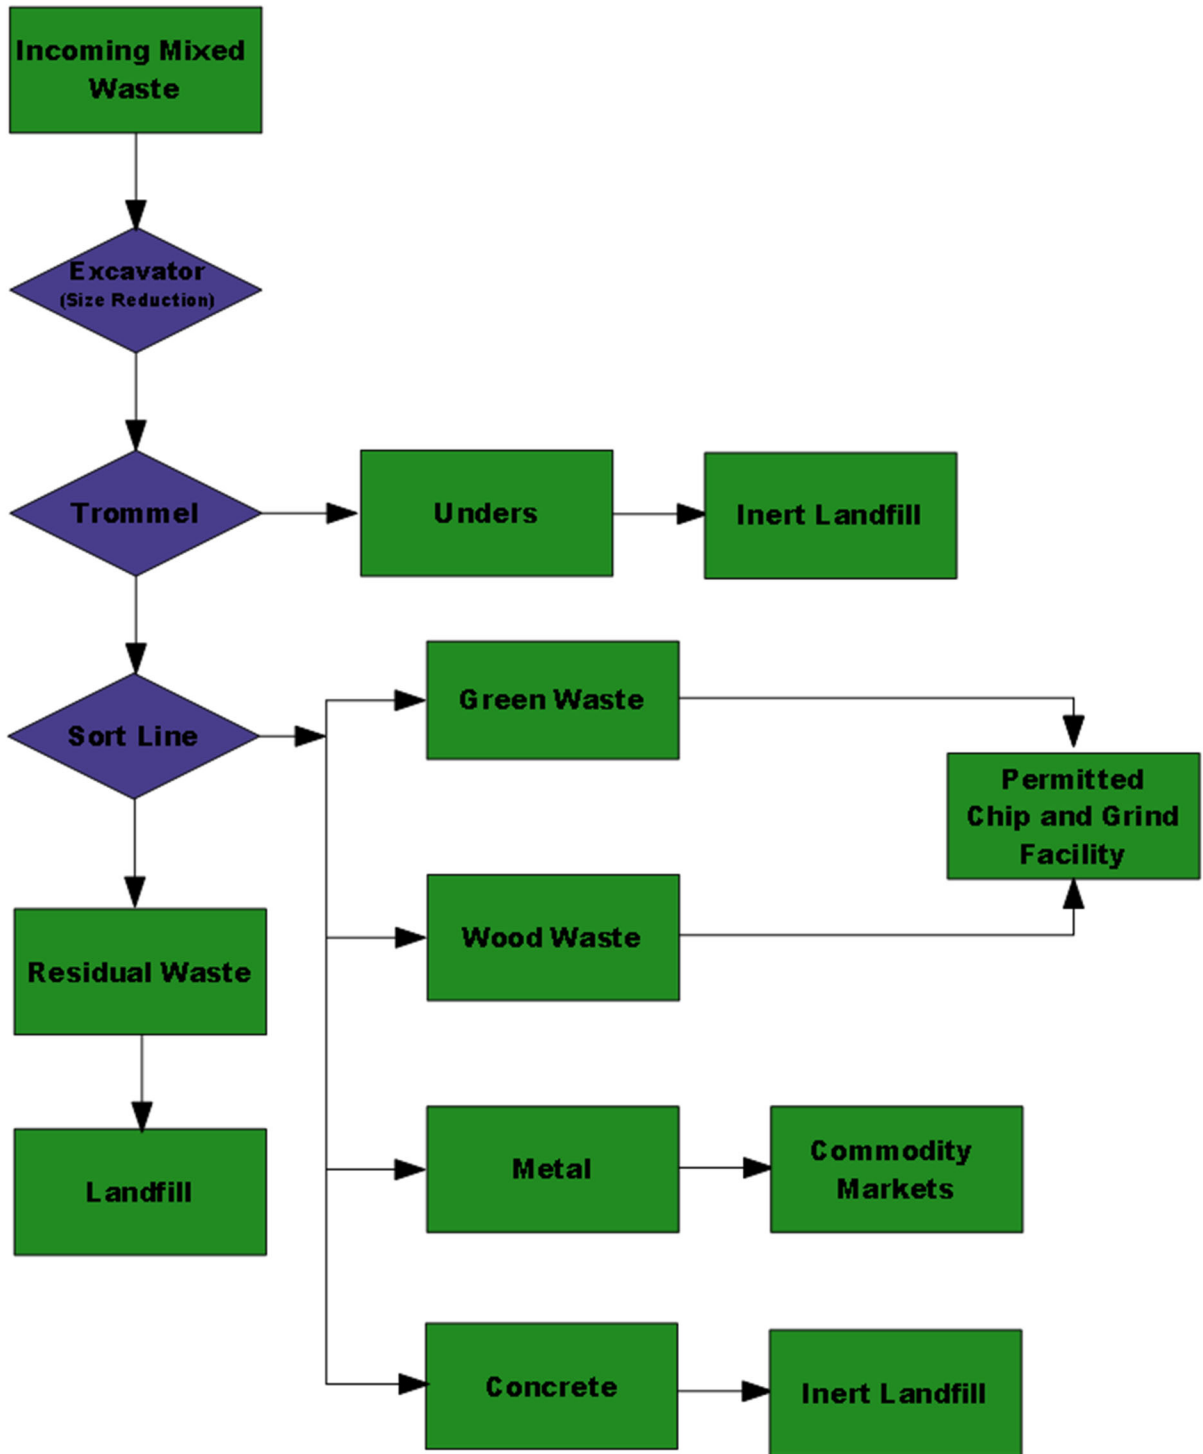 Incoming Mixed
Waste
Excavator
(Size Reduction)
Trommel
Unders
Inert Landfill
Sort Line
Green Waste
Permitted
Chip and Grind
Facility
Wood Waste
Residual Waste
Landfill
Metal
Commodity
Markets
Concrete
Inert Landfill